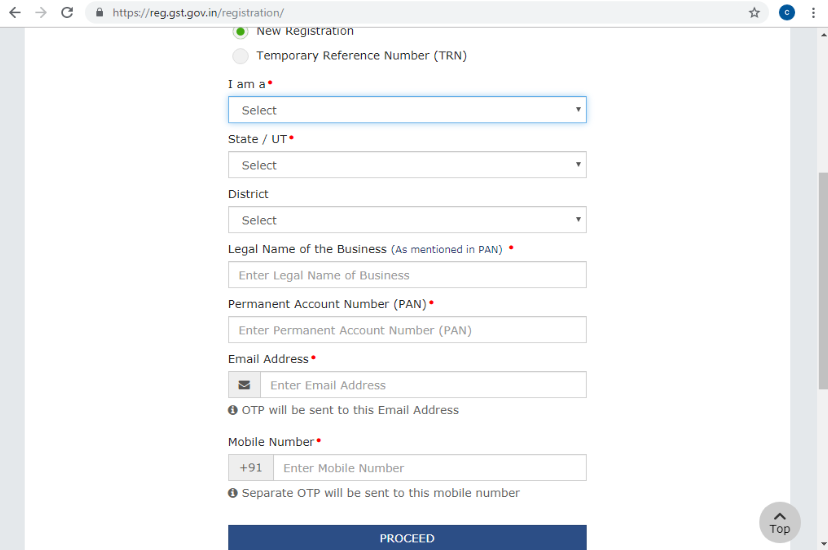 https://reg.gst.gov.in/registration/
c
New Registration
Temporary Reference Number (TRN)
I am a•
Select
State / UT•
Select
District
Select
Legal Name of the Business (As mentioned in PAN) •
Enter Legal Name of Business
Permanent Account Number (PAN)•
Enter Permanent Account Number (PAN)
Email Address•
Enter Email Address
OTP will be sent to this Email Address
Mobile Number•
+91 Enter Mobile Number
Separate OTP will be sent to this mobile number
Top
PROCEED